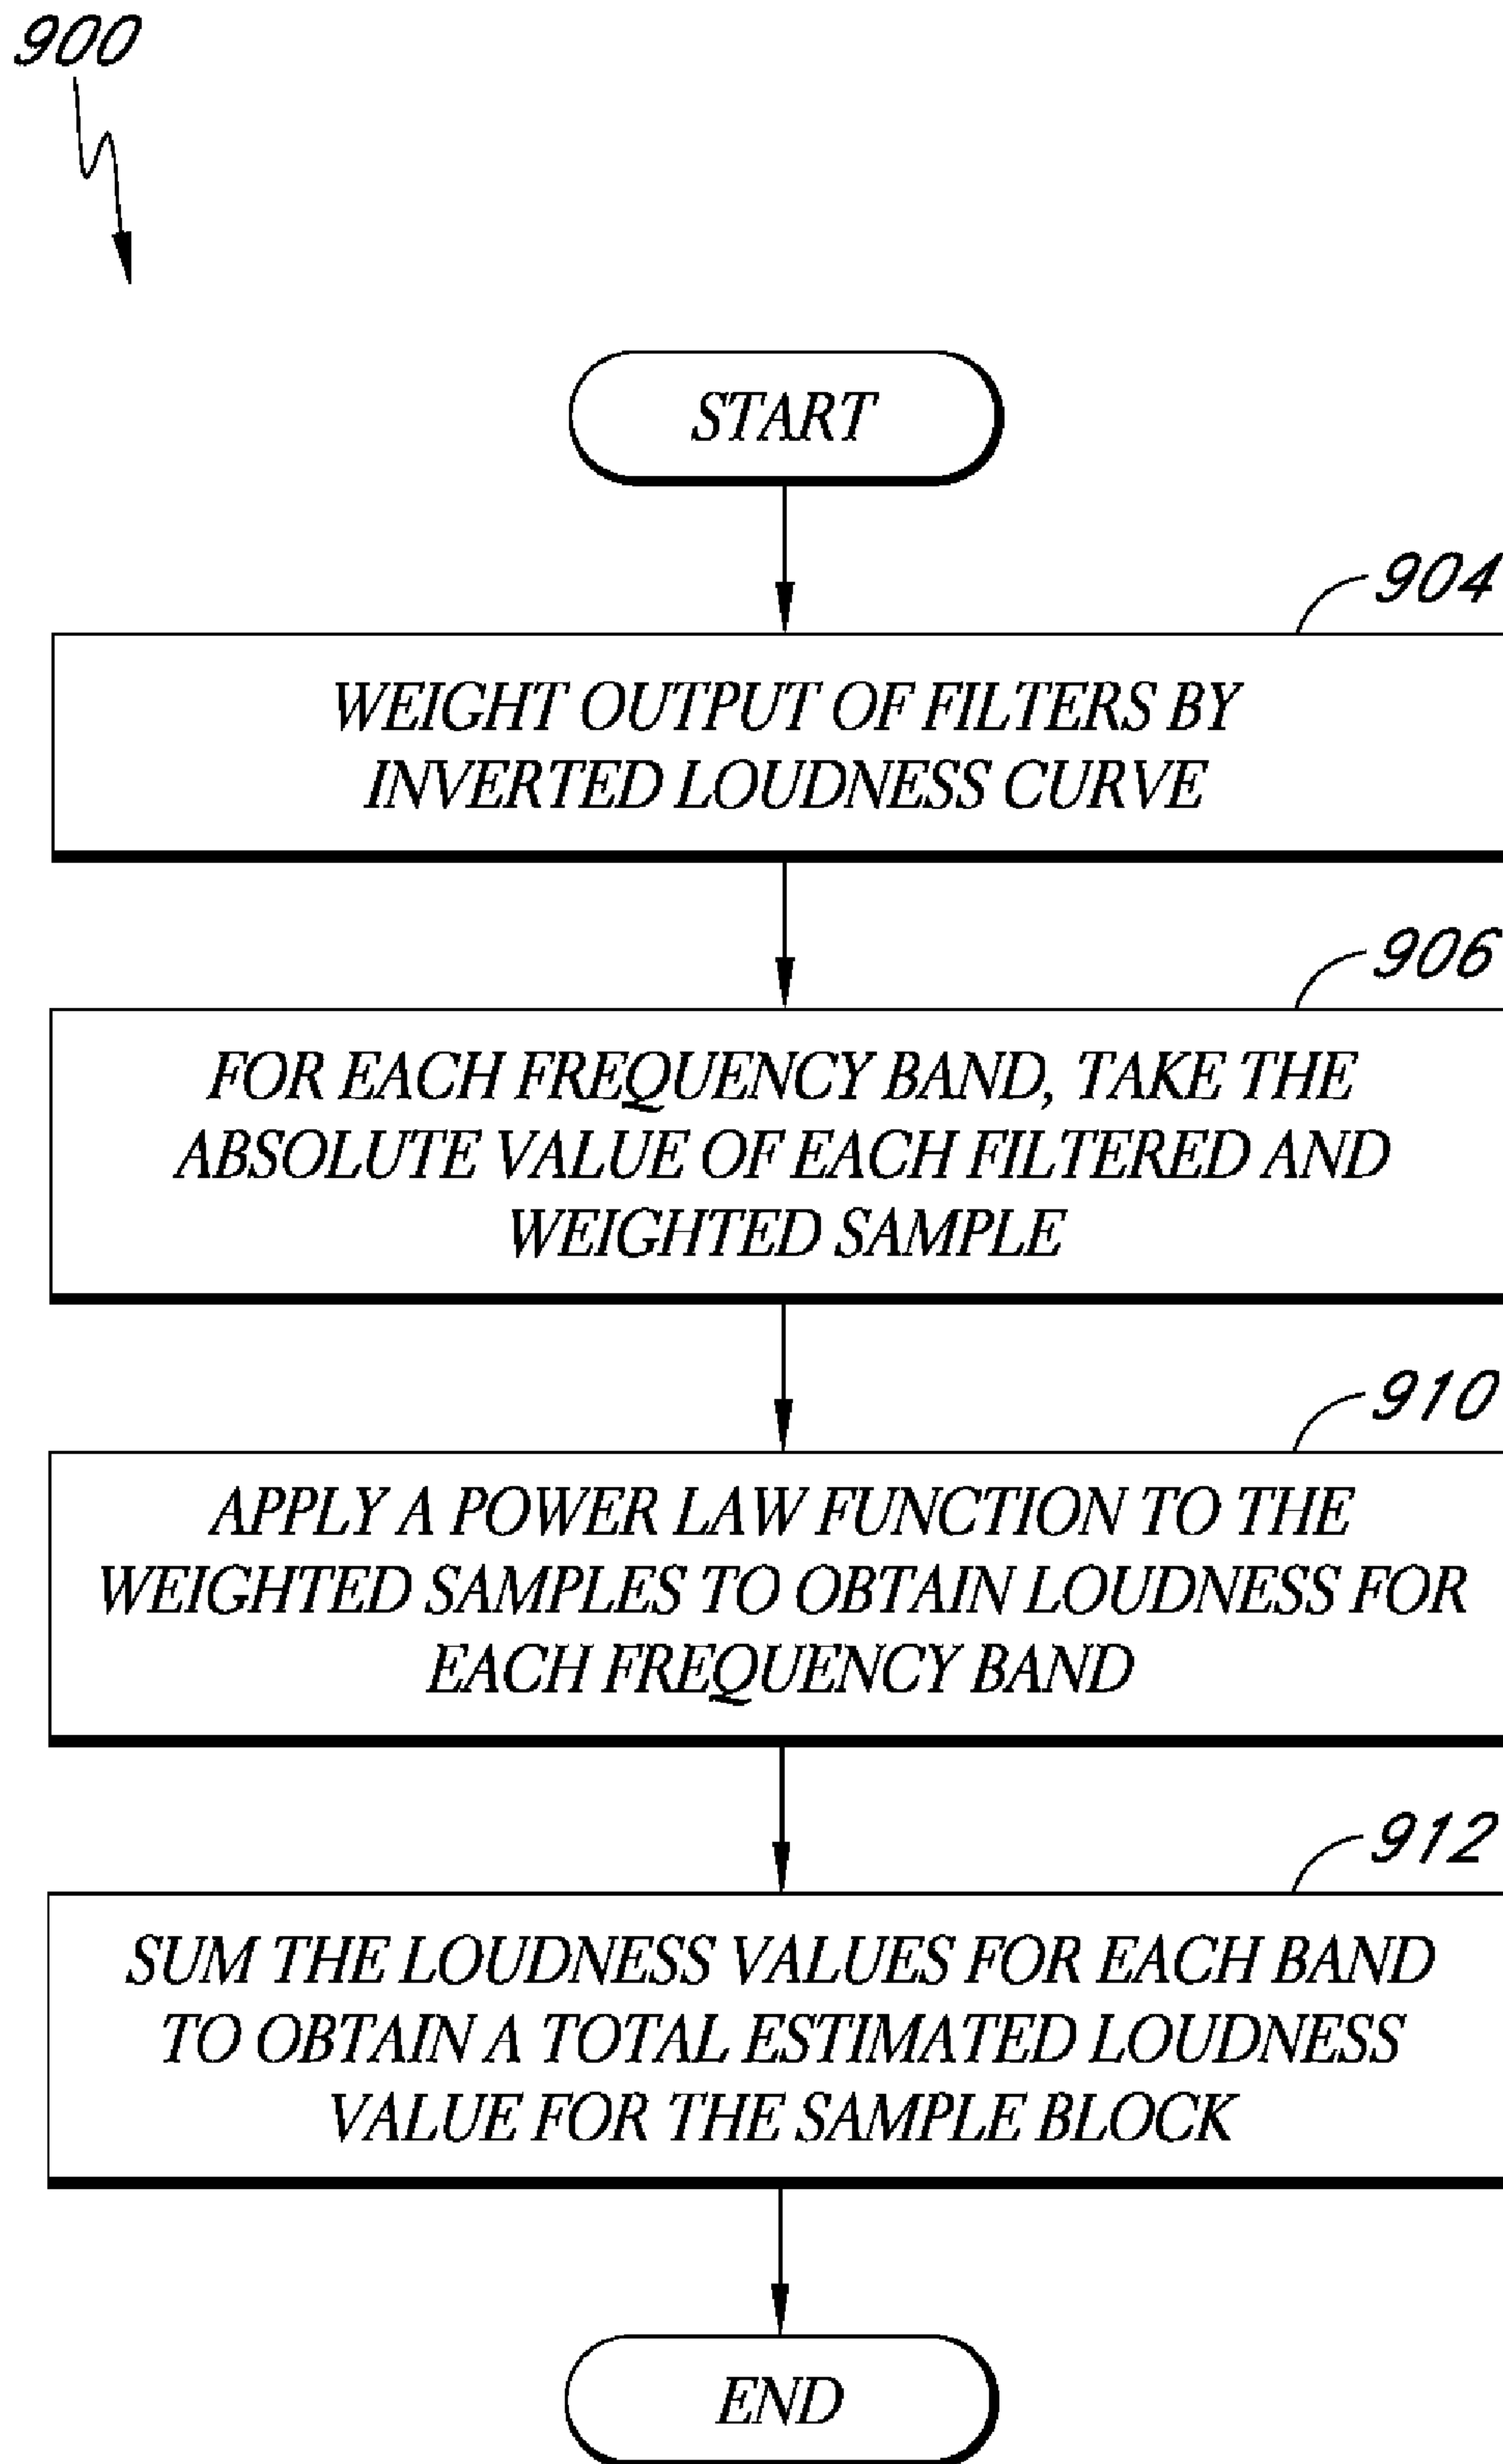 900
START
904
WEIGHT OUTPUT OF FILTERS BY
INVERTED LOUDNESS CURVE
906
FOR EACH FREQUENCY BAND, TAKE THE
ABSOLUTE VALUE OF EACH FILTERED AND
WEIGHTED SAMPLE
910
APPLY A POWER LAW FUNCTION TO THE
WEIGHTED SAMPLES TO OBTAIN LOUDNESS FOR
EACH FREQUENCY BAND
912
SUM THE LOUDNESS VALUES FOR EACH BAND
TO OBTAIN A TOTAL ESTIMATED LOUDNESS
VALUE FOR THE SAMPLE BLOCK
END